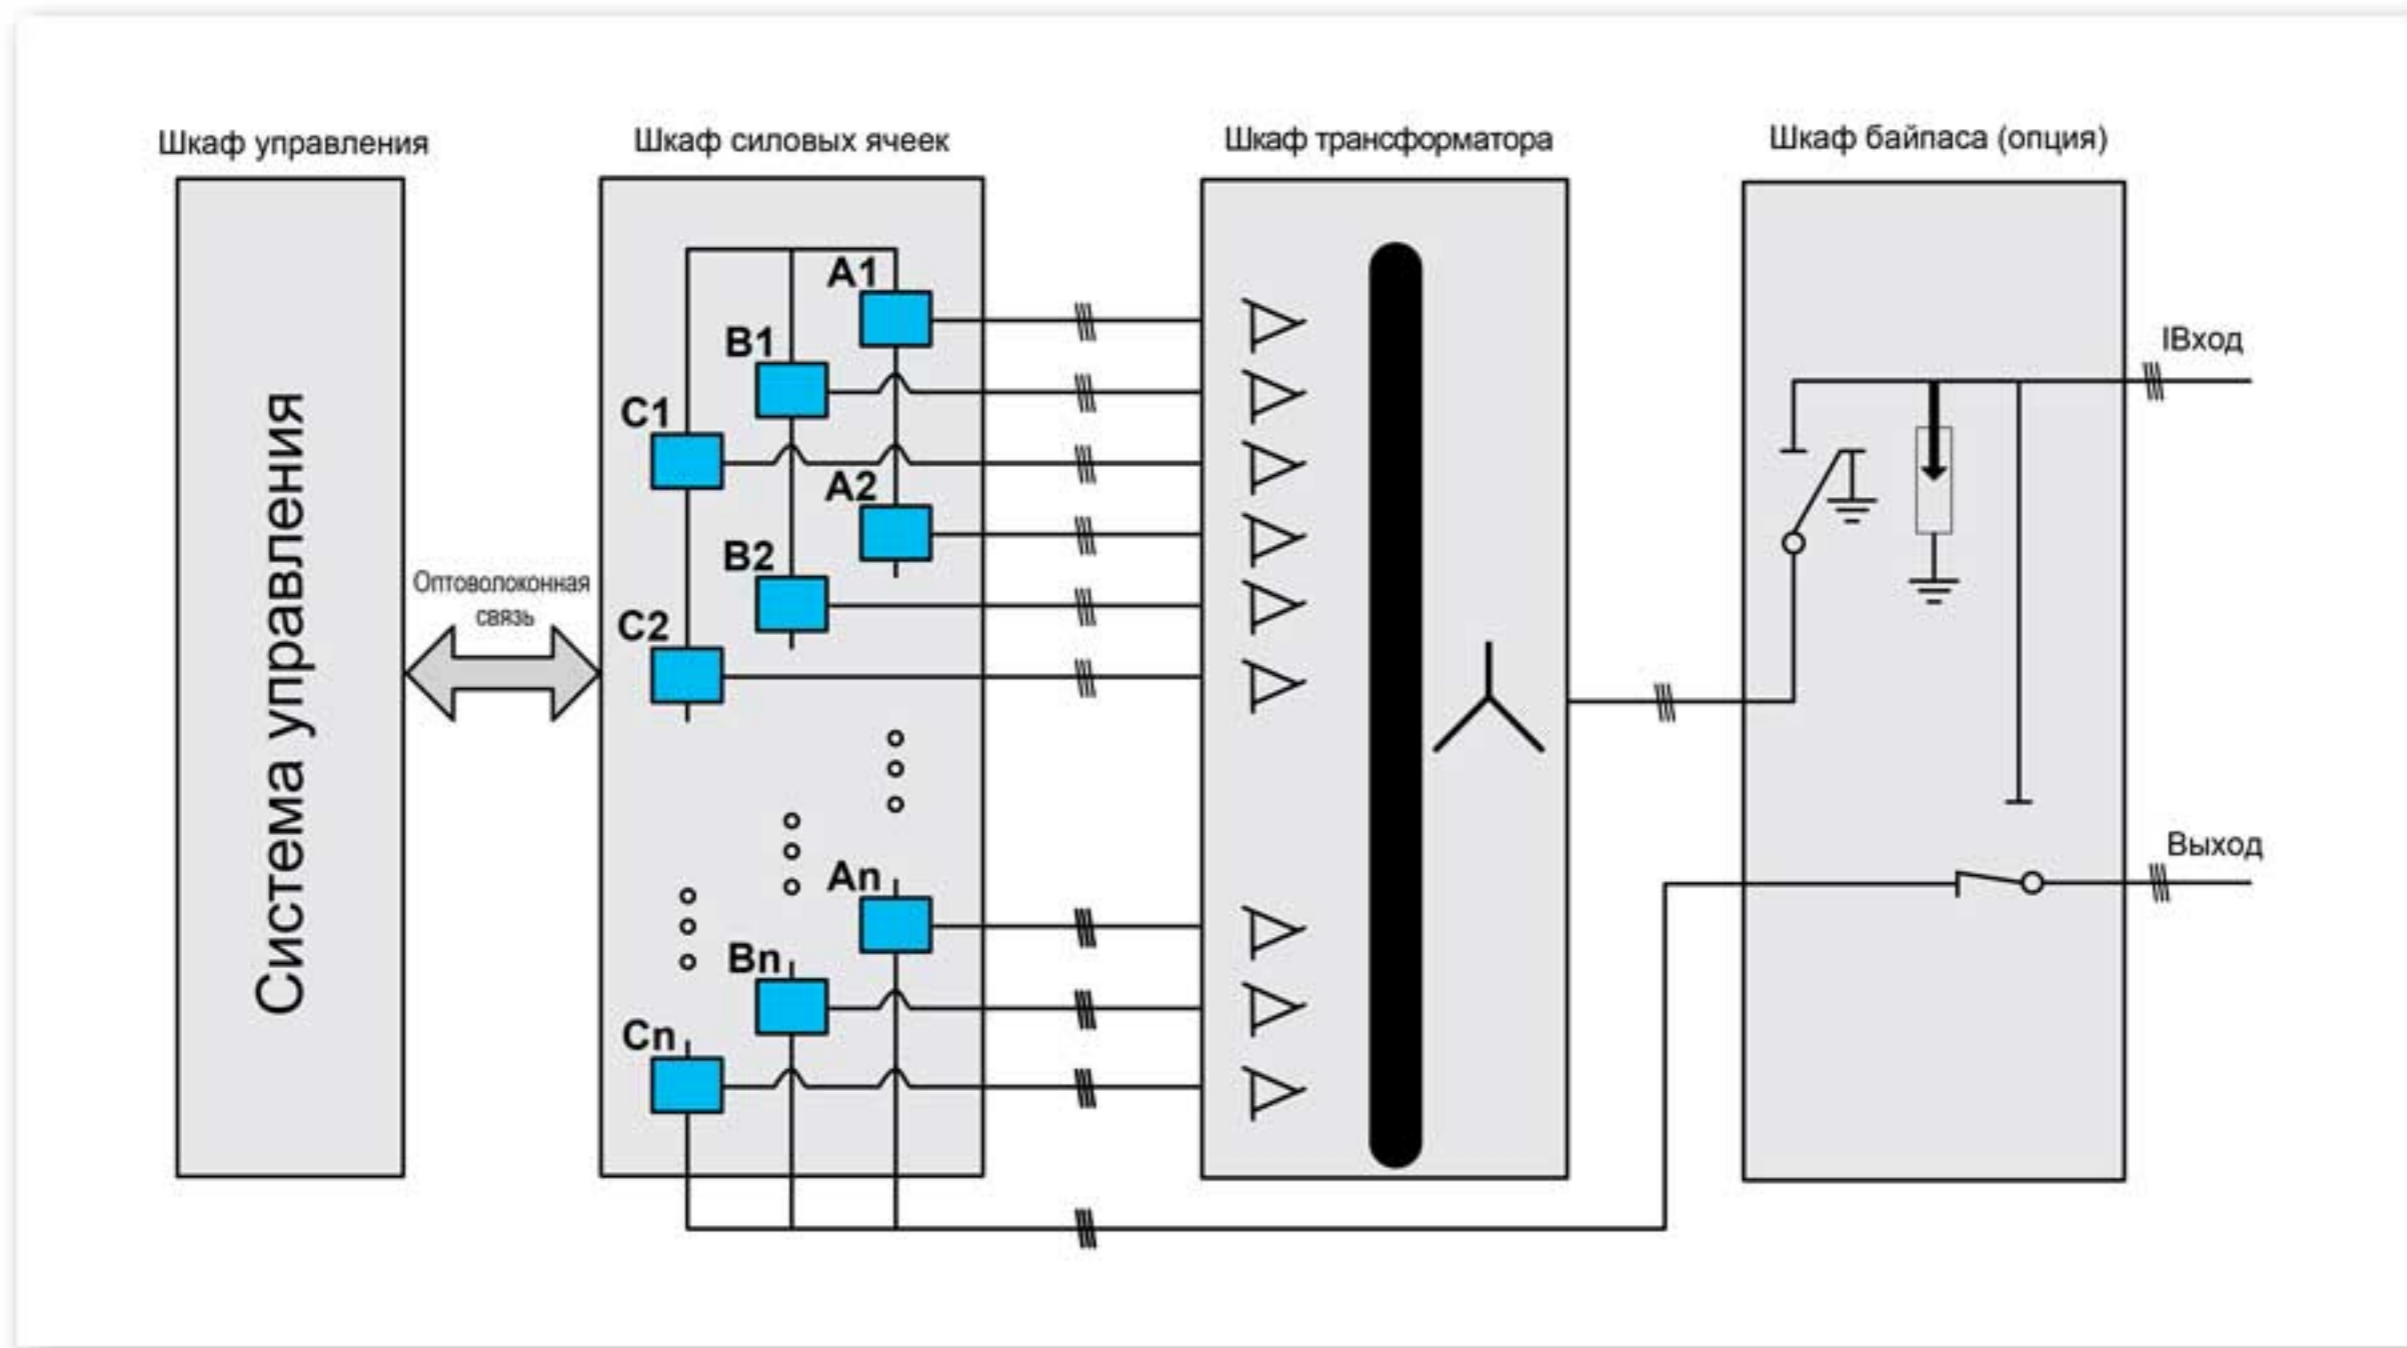 Шкаф управления
Шкаф силовых ячеек
Шкаф трансформатора
Шкаф байпаса (опция)
Система управления
Оптоволоконная
связь
A1
B1
C1
A2
B2
C2
An
Bn
Cn
IВход
Выход